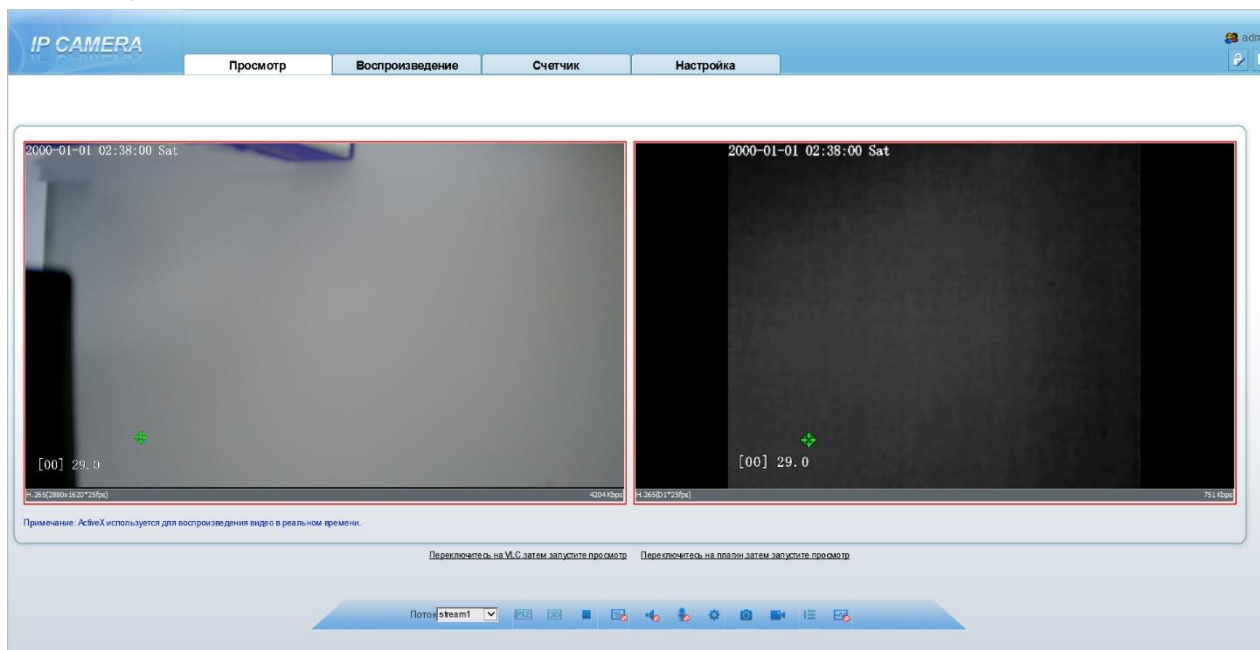 IP CAMERA
Просмотр
Воспроизведение
Счетчик
Настройка
2000-01-01 02:38:00 Sat
2000-01-01 02:38:00 Sat
[00] 29.0
[00] 29.0
H.265(2880x1620*25fps)
4204 Kbps
H.265(D1*25fps)
751 Kbps
Примечание: ActiveX используется для воспроизведения видео в реальном времени.
Переключитесь на VLC,затем запустите просмотр
Переключитесь на плагин,затем запустите просмотр
Поток stream1
PTZ
3D